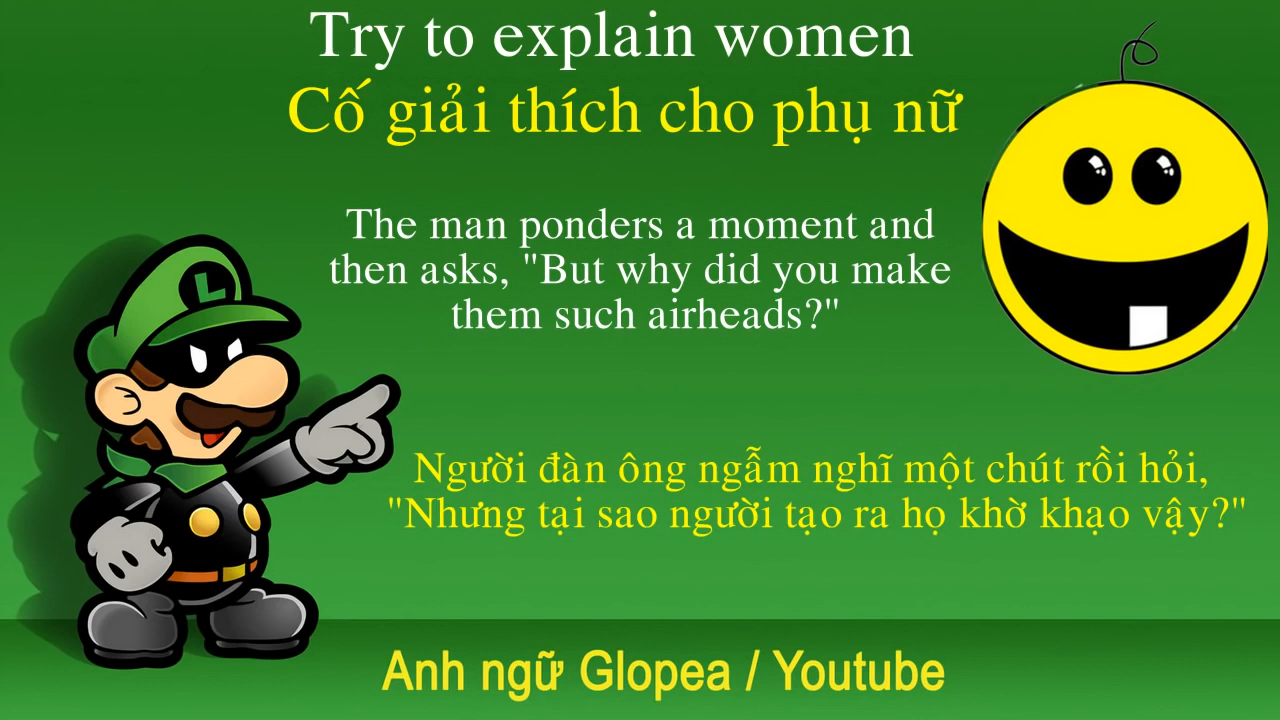 Try to explain women
Cố giải thích cho phụ nữ
The man ponders a moment and
then asks, "But why did you make
them such airheads?"
L
Người đàn ông ngẫm nghĩ một chút rồi hỏi,
"Nhưng tại sao người tạo ra họ khờ khạo vậy?"
Anh ngữ Glopea / Youtube